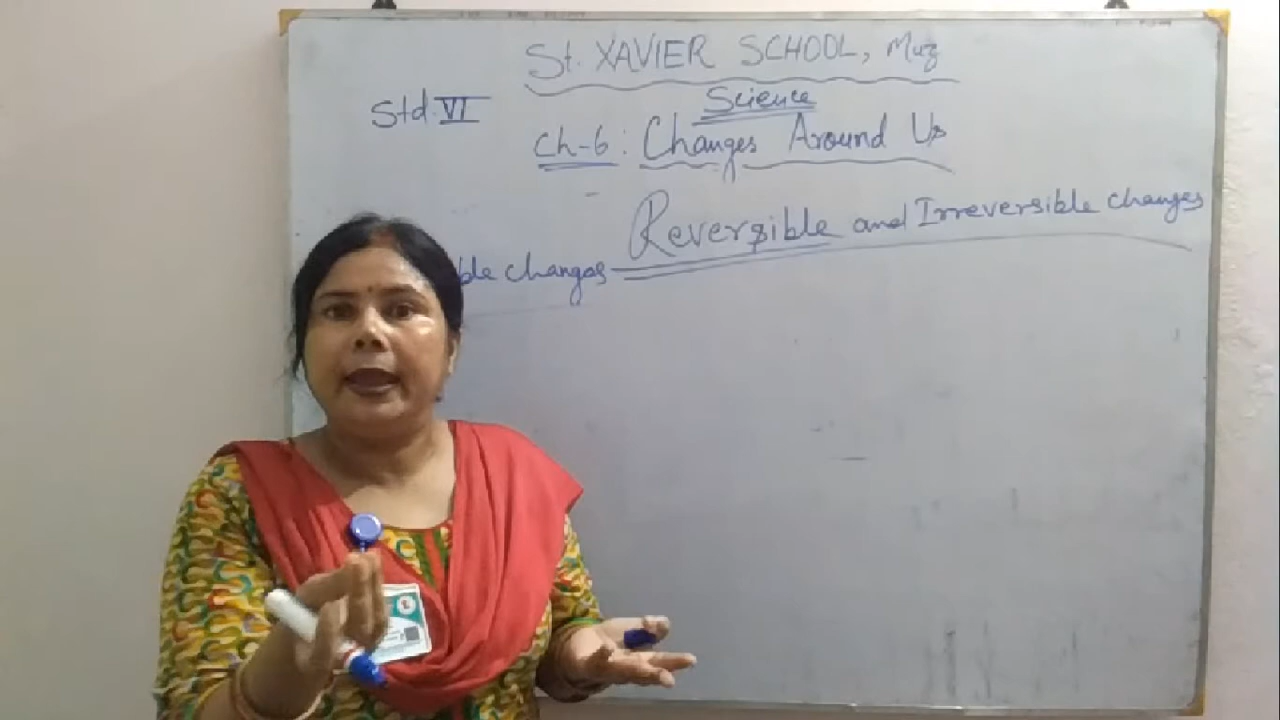 St. XAVIER SCHOOL, Muz
Science
Std. VI
Ch-6: Changes Around Us
Reversible and Irreversible changes
ble changes